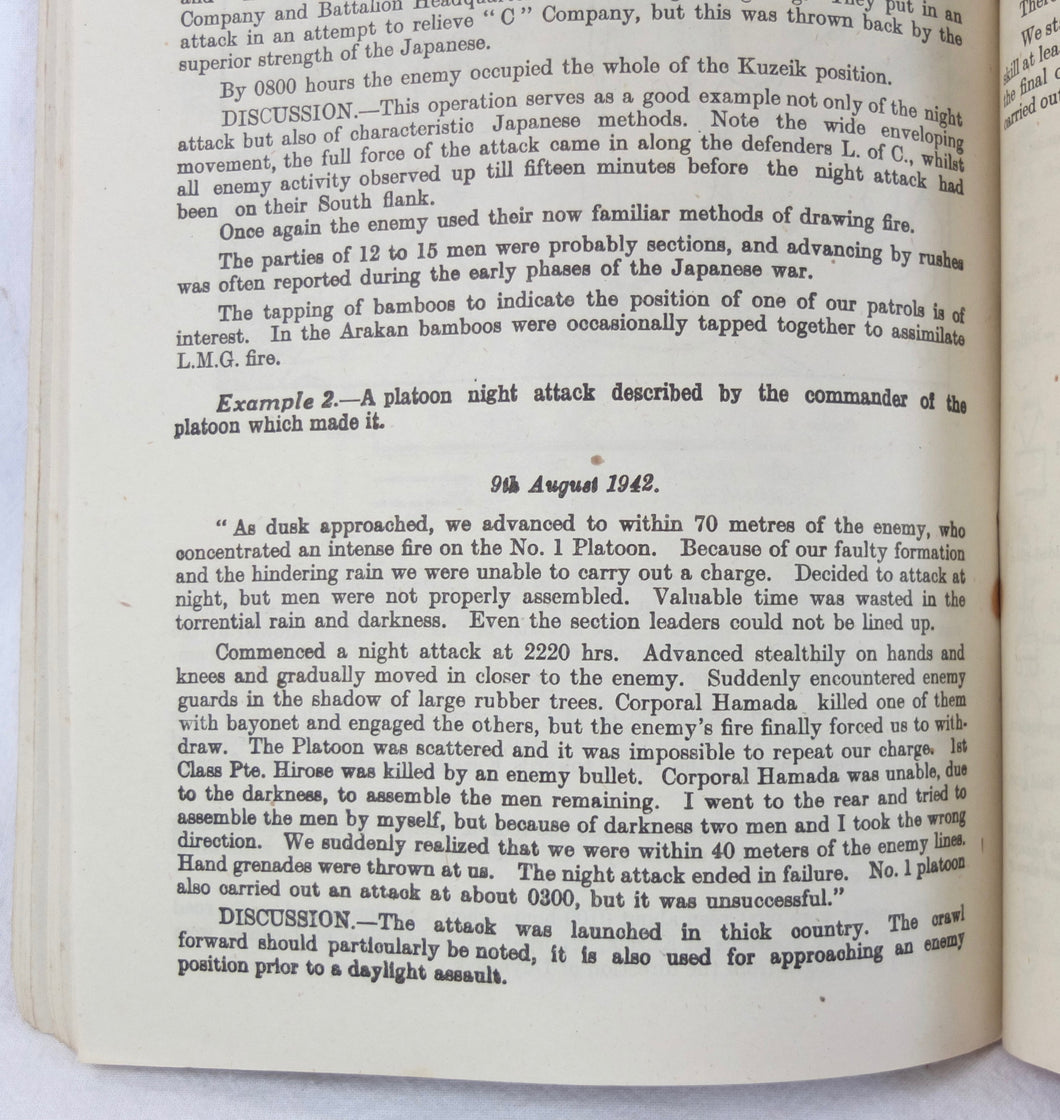 Company and Battalion Headquarters. They put in an
attack in an attempt to relieve “ C ” Company, but this was thrown back by the
superior strength of the Japanese.
By 0800 hours the enemy occupied the whole of the Kuzeik position.
DISCUSSION.—This operation serves as a good example not only of the night
attack but also of characteristic Japanese methods. Note the wide enveloping
movement, the full force of the attack came in along the defenders L. of C., whilst
all enemy activity observed up till fifteen minutes before the night attack had
been on their South flank.
Once again the enemy used their now familiar methods of drawing fire.
The parties of 12 to 15 men were probably sections, and advancing by rushes
was often reported during the early phases of the Japanese war.
The tapping of bamboos to indicate the position of one of our patrols is of
interest. In the Arakan bamboos were occasionally tapped together to assimilate
L.M.G. fire.
Example 2.—A platoon night attack described by the commander of the
platoon which made it.
9th August 1942.
“ As dusk approached, we advanced to within 70 metres of the enemy, who
concentrated an intense fire on the No. 1 Platoon. Because of our faulty formation
and the hindering rain we were unable to carry out a charge. Decided to attack at
night, but men were not properly assembled. Valuable time was wasted in the
torrential rain and darkness. Even the section leaders could not be lined up.
Commenced a night attack at 2220 hrs. Advanced stealthily on hands and
knees and gradually moved in closer to the enemy. Suddenly encountered enemy
guards in the shadow of large rubber trees. Corporal Hamada killed one of them
with bayonet and engaged the others, but the enemy’s fire finally forced us to with-
draw. The Platoon was scattered and it was impossible to repeat our charge. 1st
Class Pte. Hirose was killed by an enemy bullet. Corporal Hamada was unable, due
to the darkness, to assemble the men remaining. I went to the rear and tried to
assemble the men by myself, but because of darkness two men and I took the wrong
direction. We suddenly realized that we were within 40 meters of the enemy lines.
Hand grenades were thrown at us. The night attack ended in failure. No. 1 platoon
also carried out an attack at about 0300, but it was unsuccessful.”
DISCUSSION.—The attack was launched in thick country. The crawl
forward should particularly be noted, it is also used for approaching an enemy
position prior to a daylight assault.
There
We sta
skill at lea
the final c
carried out